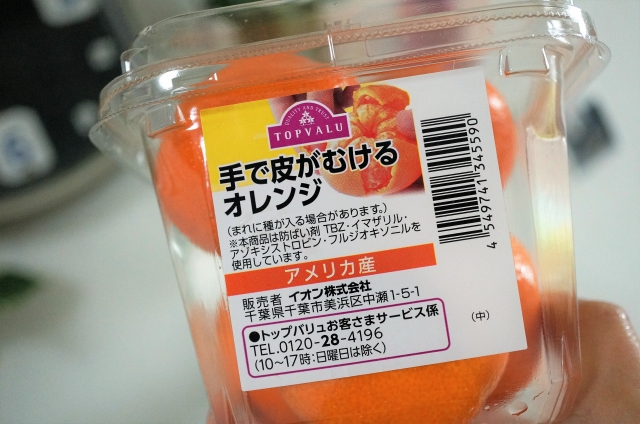 QUALITY AND TRUST
TOPVALU
手で皮がむける
オレンジ
(まれに種が入る場合があります。)
※本商品は防ばい剤 TBZ・イマザリル・
アゾキシストロビン・フルジオキソニルを
使用しています。
アメリカ産
販売者 イオン株式会社
千葉県千葉市美浜区中瀬1-5-1
●トップバリュお客さまサービス係
TEL.0120-28-4196
(10〜17時:日曜日は除く)
(中)
4 549741 345590